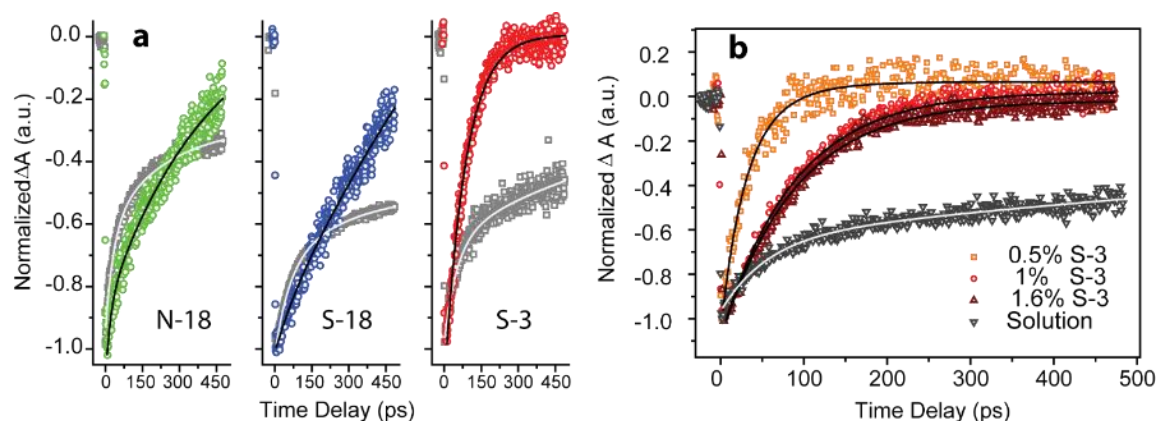 a
0.0
-0.2
-0.4
-0.6
-0.8
-1.0
Normalized ΔA (a.u.)
N-18
S-18
S-3
0 150 300 450
0 150 300 450
0 150 300 450
Time Delay (ps)
b
0.2
0.0
-0.2
-0.4
-0.6
-0.8
-1.0
Normalized Δ A (a.u.)
0.5% S-3
1% S-3
1.6% S-3
Solution
0 100 200 300 400 500
Time Delay (ps)